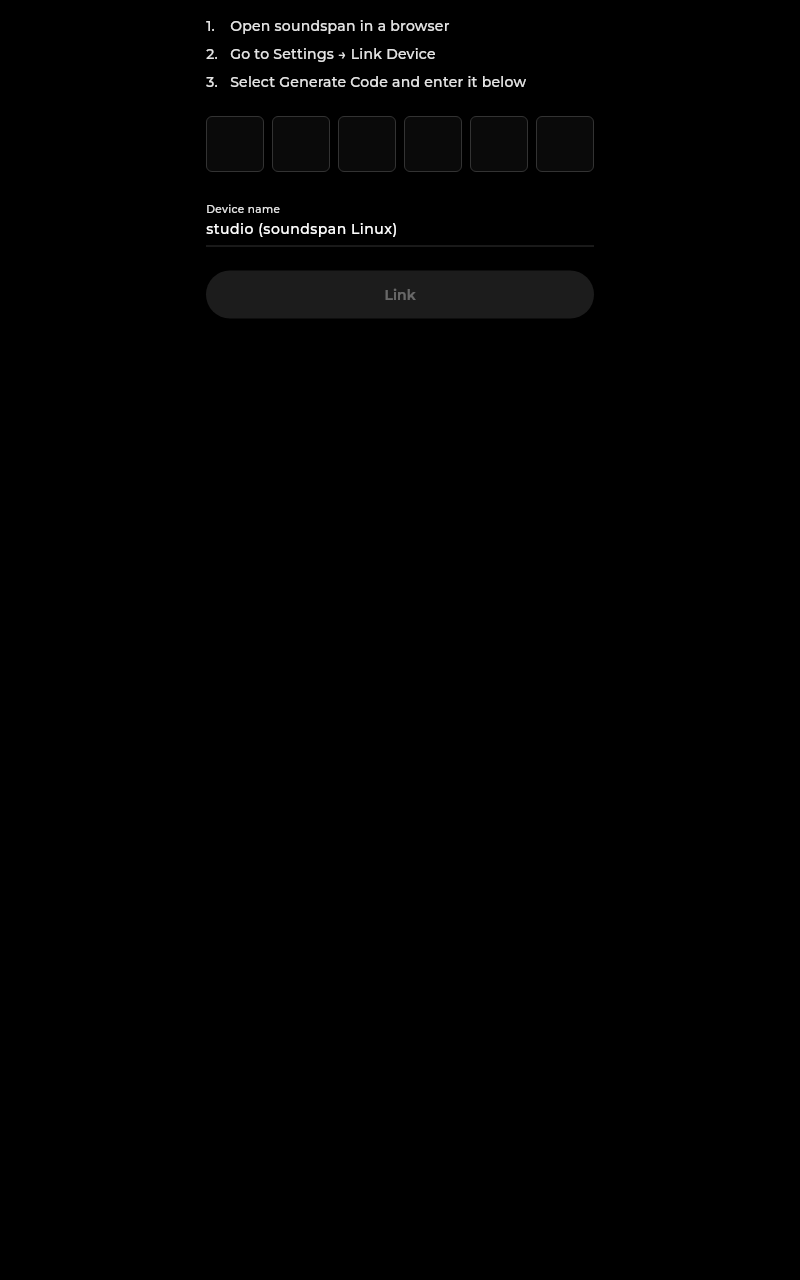 1. Open soundspan in a browser
2. Go to Settings → Link Device
3. Select Generate Code and enter it below
Device name
studio (soundspan Linux)
Link